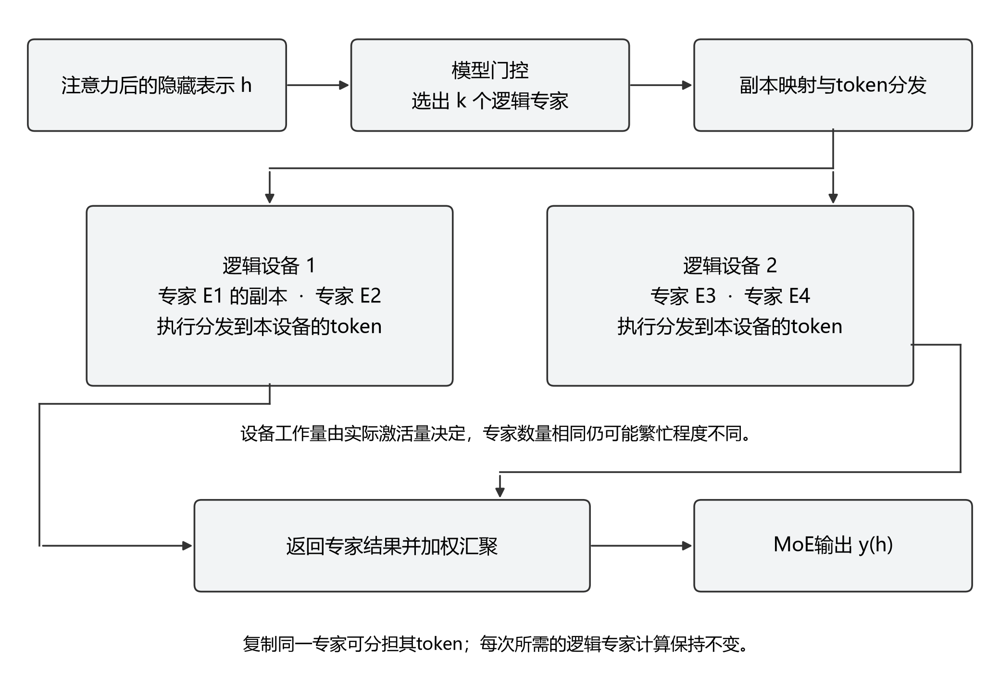 注意力后的隐藏表示 h
模型门控
选出 k 个逻辑专家
副本映射与token分发
逻辑设备 1
专家 E1 的副本 · 专家 E2
执行分发到本设备的token
逻辑设备 2
专家 E3 · 专家 E4
执行分发到本设备的token
设备工作量由实际激活量决定，专家数量相同仍可能繁忙程度不同。
返回专家结果并加权汇聚
MoE输出 y(h)
复制同一专家可分担其token；每次所需的逻辑专家计算保持不变。